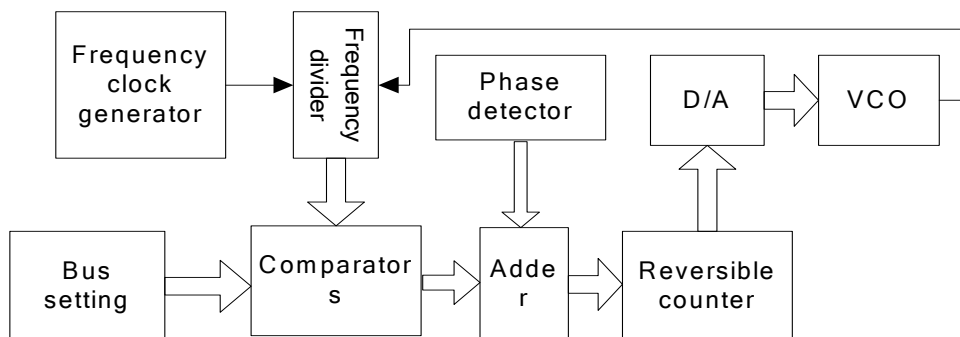 Frequency
clock
generator
Frequency
divider
Phase
detector
D/A
VCO
Bus
setting
Comparator
s
Adde
r
Reversible
counter